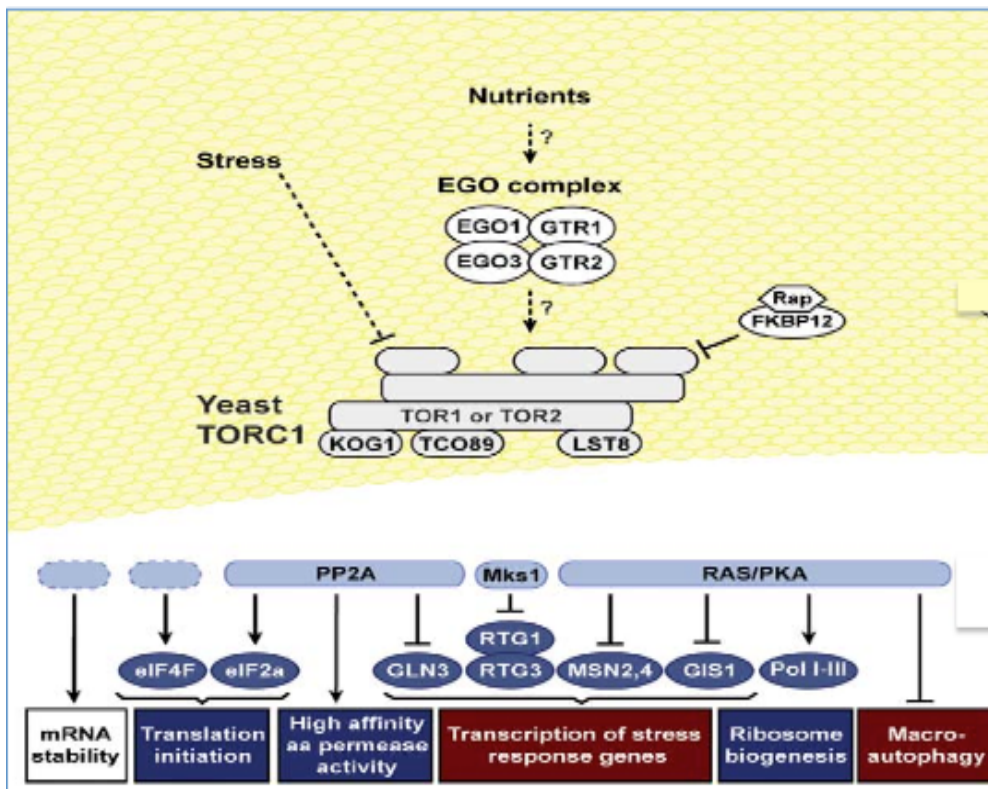 Nutrients
?
Stress
EGO complex
EGO1 GTR1
EGO3 GTR2
?
Rap
FKBP12
Yeast
TORC1
TOR1 or TOR2
KOG1 TCO89 LST8
PP2A Mks1 RAS/PKA
RTG1
eIF4F eIF2a GLN3 RTG3 MSN2,4 GIS1 Pol I-III
mRNA
stability
Translation
initiation
High affinity
aa permease
activity
Transcription of stress
response genes
Ribosome
biogenesis
Macro-
autophagy